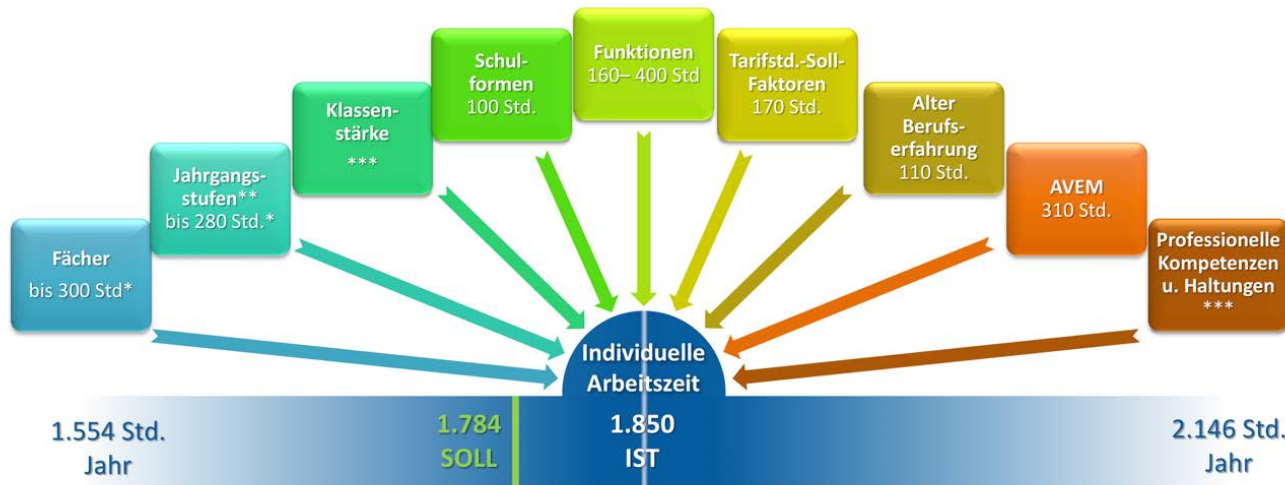 Fächer
bis 300 Std*
Jahrgangs-
stufen**
bis 280 Std.*
Klassen-
stärke
***
Schul-
formen
100 Std.
Funktionen
160– 400 Std
Tarifstd.-Soll-
Faktoren
170 Std.
Alter
Berufs-
erfahrung
110 Std.
AVEM
310 Std.
Professionelle
Kompetenzen
u. Haltungen
***
Individuelle
Arbeitszeit
1.554 Std.
Jahr
1.784
SOLL
1.850
IST
2.146 Std.
Jahr